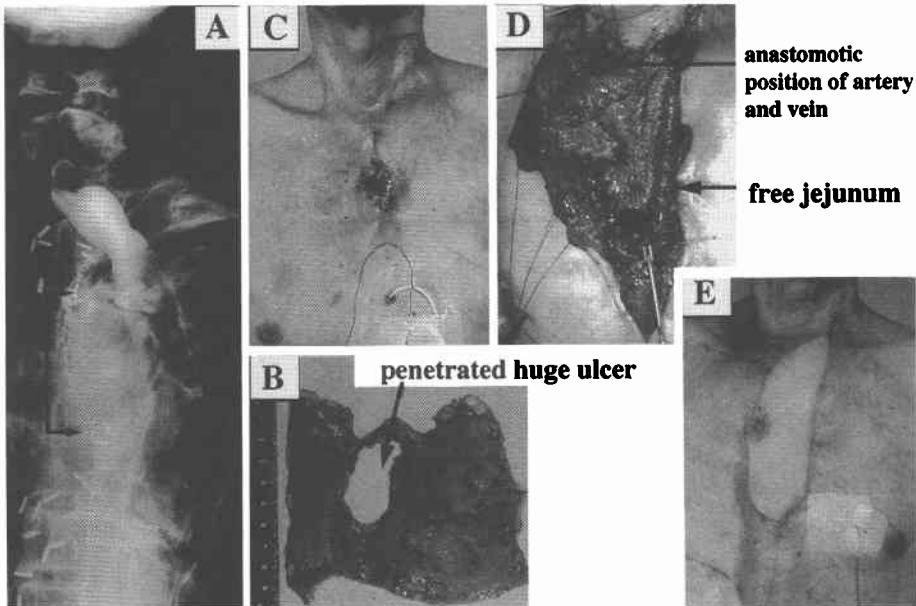 A
C
D
anastomotic
position of artery
and vein
free jejunum
E
B
penetrated huge ulcer